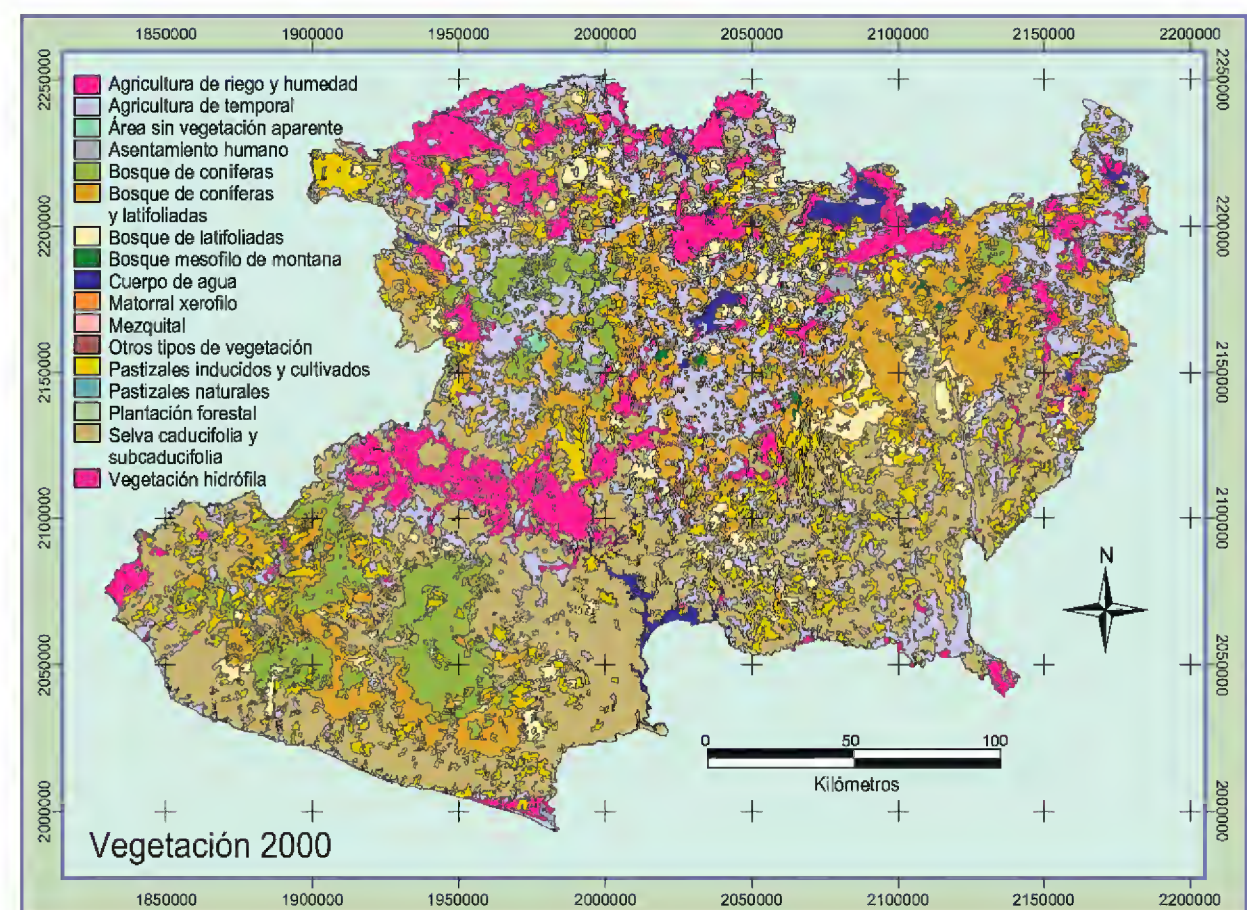 1850000 1900000 1950000 2000000 2050000 2100000 2150000 2200000
2250000
2200000
2150000
2100000
2050000
2000000
Agricultura de riego y humedad
Agricultura de temporal
Área sin vegetación aparente
Asentamiento humano
Bosque de coniferas
Bosque de coníferas
y latifoliadas
Bosque de latifoliadas
Bosque mesofilo de montana
Cuerpo de agua
Matorral xerofilo
Mezquital
Otros tipos de vegetación
Pastizales inducidos y cultivados
Pastizales naturales
Plantación forestal
Selva caducifolia y
subcaducifolia
Vegetación hidrófila
2250000
2200000
2150000
2100000
2050000
2000000
N
0 50 100
Kilómetros
Vegetación 2000
1850000 1900000 1950000 2000000 2050000 2100000 2150000 2200000